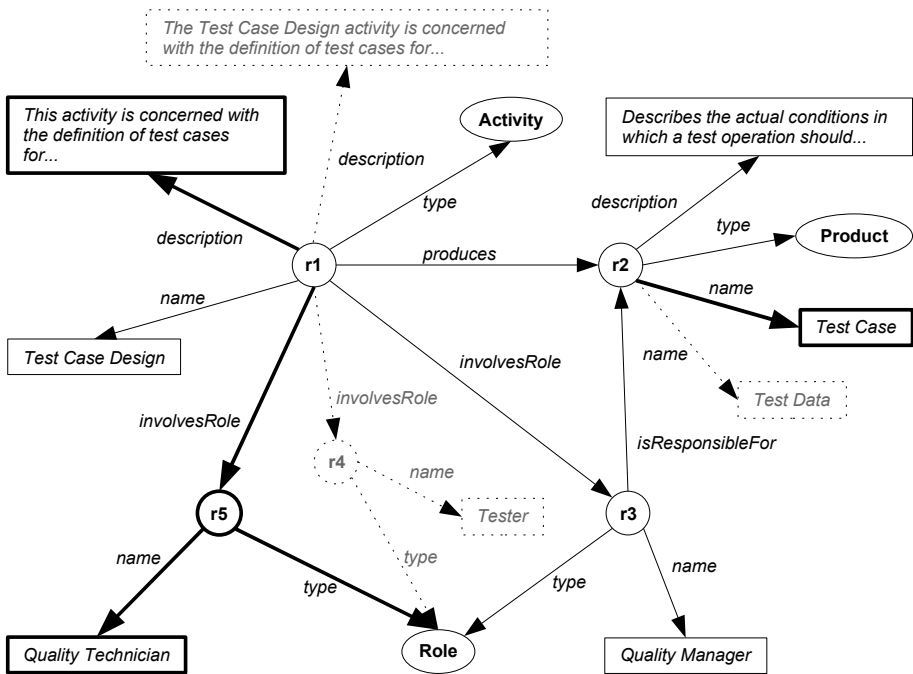 The Test Case Design activity is concerned
with the definition of test cases for...
This activity is concerned with
the definition of test cases
for...
Activity
Describes the actual conditions in
which a test operation should...
description
type
description
type
Product
description
r1
produces
r2
name
name
Test Case
Test Case Design
involvesRole
name
Test Data
involvesRole
involvesRole
isResponsibleFor
r4
name
r5
Tester
r3
name
type
type
type
name
Quality Technician
Role
Quality Manager